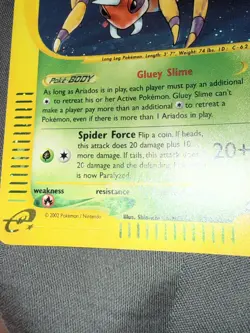 Long Leg Pokémon. Length: 3' 7", Weight: 74 lbs. ID: C-62
Poké-BODY Gluey Slime
As long as Ariados is in play, each player must pay an additional
to retreat his or her Active Pokémon. Gluey Slime can't
make a player pay more than an additional to retreat a
Pokémon, even if there is more than 1 Ariados in play.
Spider Force Flip a coin. If heads,
this attack does 20 damage plus 10
more damage. If tails, this attack does
20 damage and the defending
is now Paralyzed.
20+
weakness resistance
© 2002 Pokémon / Nintendo
Illus.